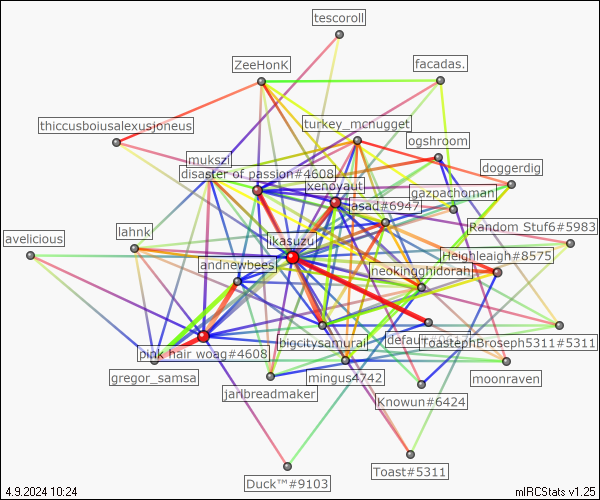 tescoroll
ZeeHonK
facadas.
thiccusboiusalexusjoneus
turkey_mcnugget
ogshroom
mukszi
doggerdig
disaster of passion#4608
xenoyaut
gazpachoman
asad#6947
Random Stuf6#5983
avelicious
lahnk
ikasuzu
Heighleaigh#8575
andnewbees
neokingghidorah
bigcitysamurai
ToastephBroseph5311#5311
pink hair woag#4608
gregor_samsa
mingus4742
moonraven
jarlbreadmaker
Knowun#6424
Toast#5311
Duck™#9103
4.9.2024 10:24
mIRCStats v1.25